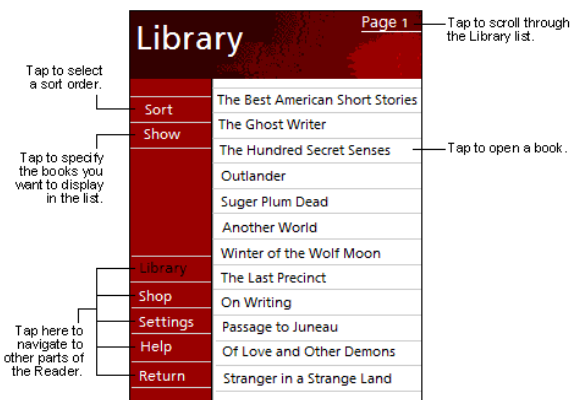 Library
Page 1
Tap to scroll through
the Library list.
Tap to select
a sort order.
Sort
Show
Tap to specify
the books you
want to display
in the list.
The Best American Short Stories
The Ghost Writer
The Hundred Secret Senses
Tap to open a book.
Outlander
Suger Plum Dead
Another World
Winter of the Wolf Moon
The Last Precinct
On Writing
Passage to Juneau
Of Love and Other Demons
Stranger in a Strange Land
Library
Shop
Settings
Help
Return
Tap here to
navigate to
other parts of
the Reader.